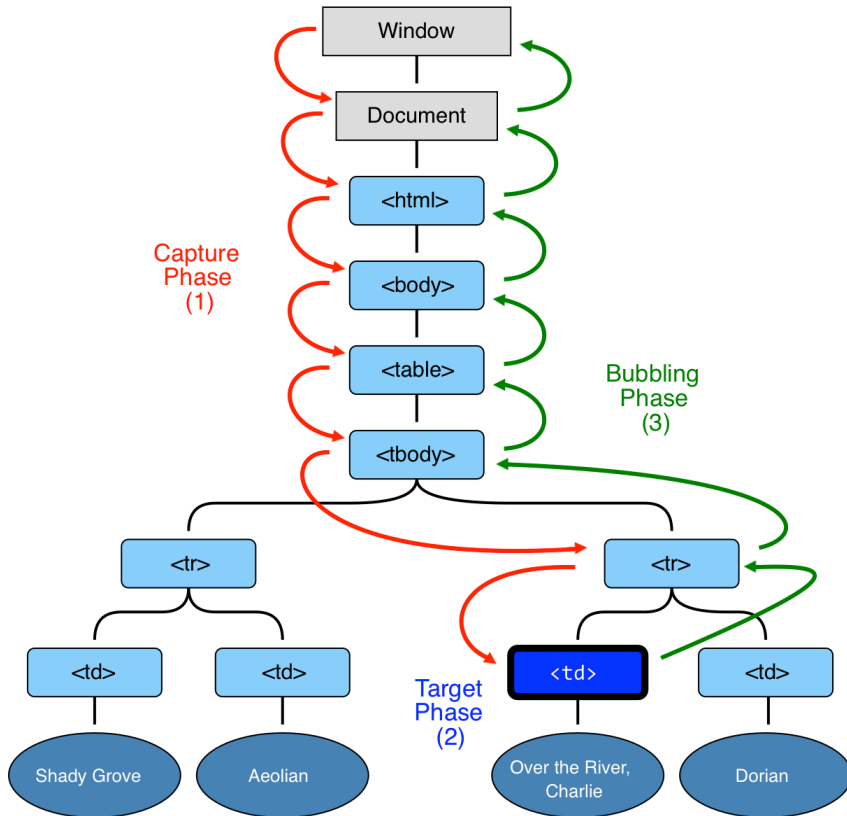 Window
Document
<html>
Capture
Phase
(1)
<body>
<table>
Bubbling
Phase
(3)
<tbody>
<tr>
<tr>
<td>
<td>
<td>
<td>
Target
Phase
(2)
Shady Grove
Aeolian
Over the River,
Charlie
Dorian